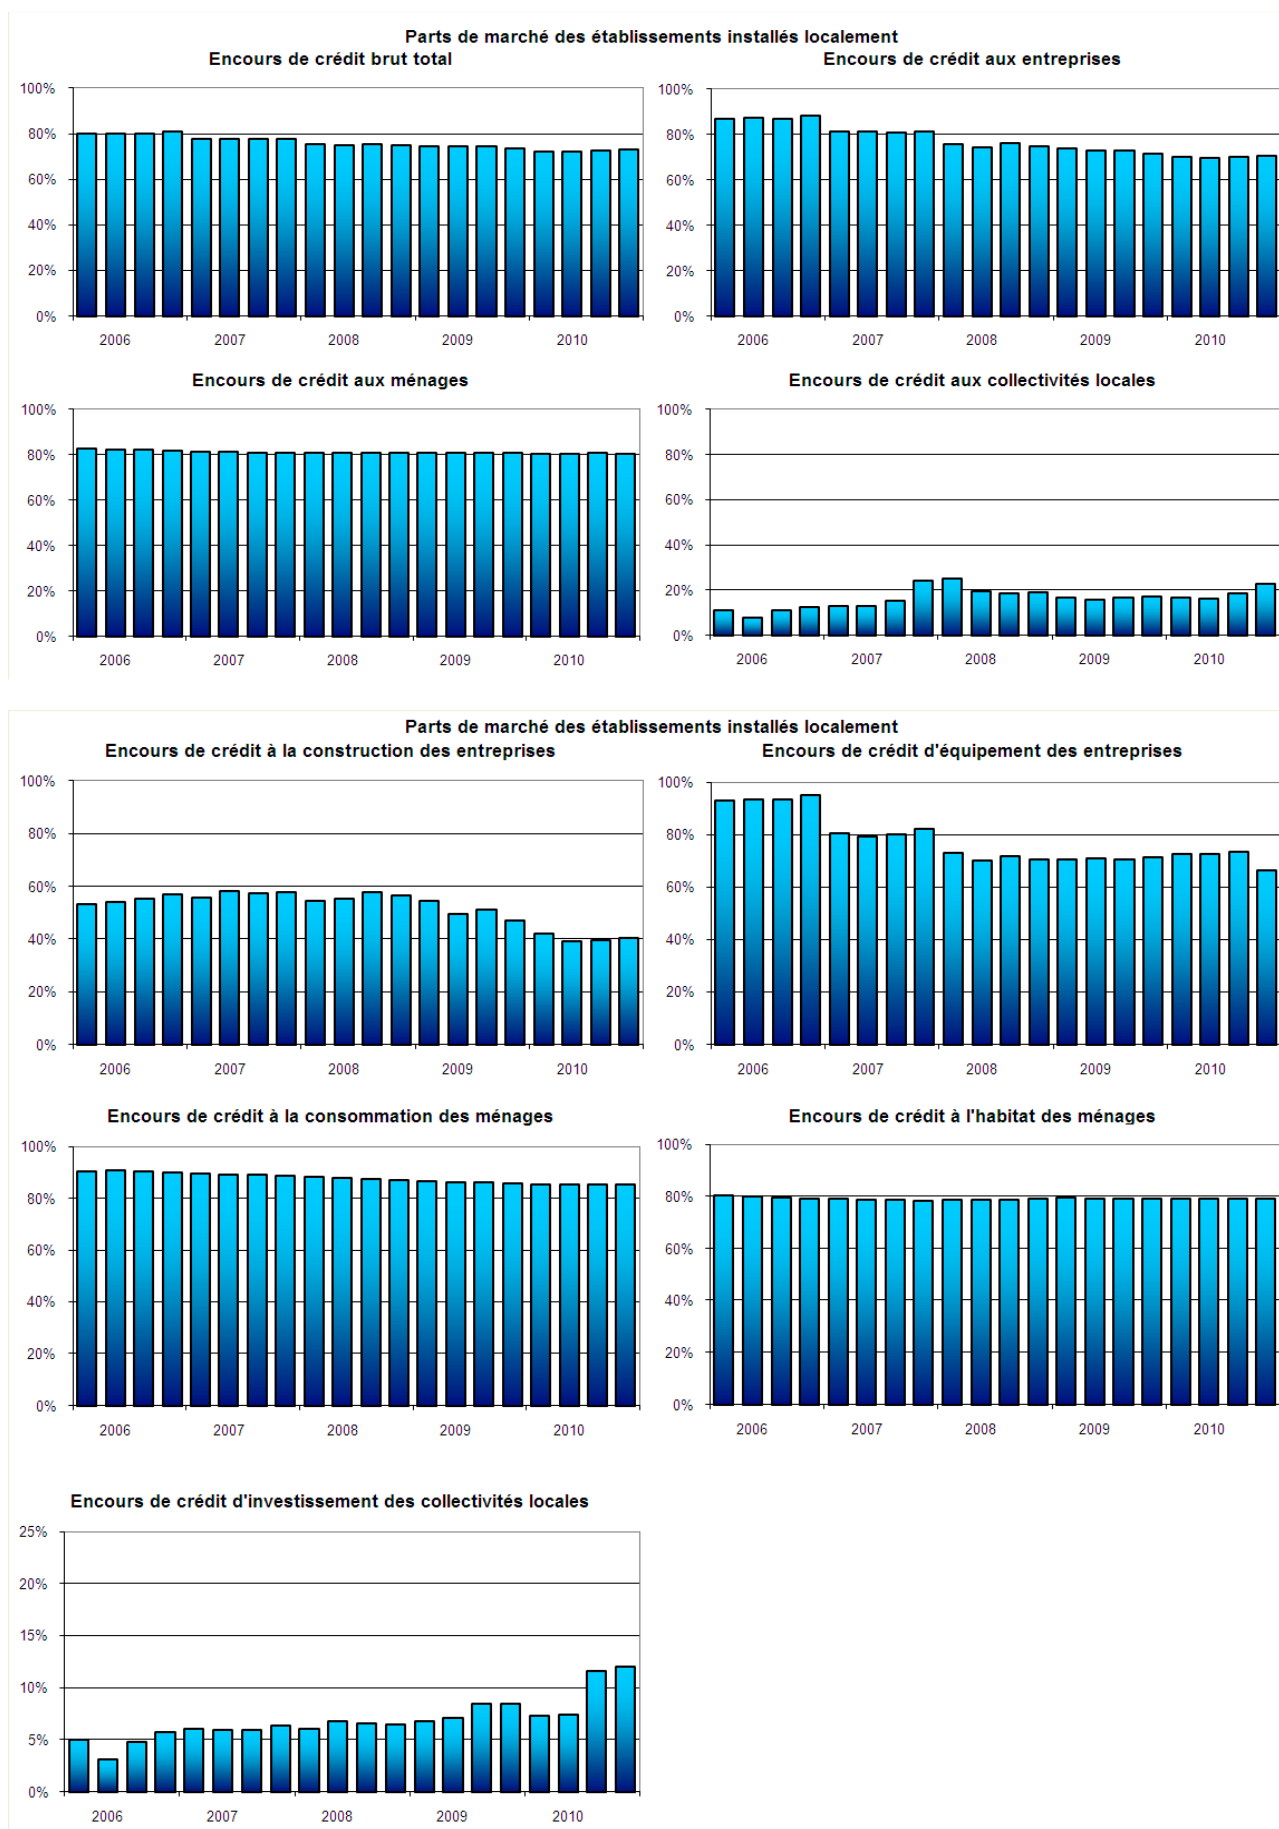 Parts de marché des établissements installés localement
Encours de crédit brut total
100%
80%
60%
40%
20%
0%
2006 2007 2008 2009 2010
Encours de crédit aux entreprises
100%
80%
60%
40%
20%
0%
2006 2007 2008 2009 2010
Encours de crédit aux ménages
100%
80%
60%
40%
20%
0%
2006 2007 2008 2009 2010
Encours de crédit aux collectivités locales
100%
80%
60%
40%
20%
0%
2006 2007 2008 2009 2010
Parts de marché des établissements installés localement
Encours de crédit à la construction des entreprises
100%
80%
60%
40%
20%
0%
2006 2007 2008 2009 2010
Encours de crédit d'équipement des entreprises
100%
80%
60%
40%
20%
0%
2006 2007 2008 2009 2010
Encours de crédit à la consommation des ménages
100%
80%
60%
40%
20%
0%
2006 2007 2008 2009 2010
Encours de crédit à l'habitat des ménages
100%
80%
60%
40%
20%
0%
2006 2007 2008 2009 2010
Encours de crédit d'investissement des collectivités locales
25%
20%
15%
10%
5%
0%
2006 2007 2008 2009 2010